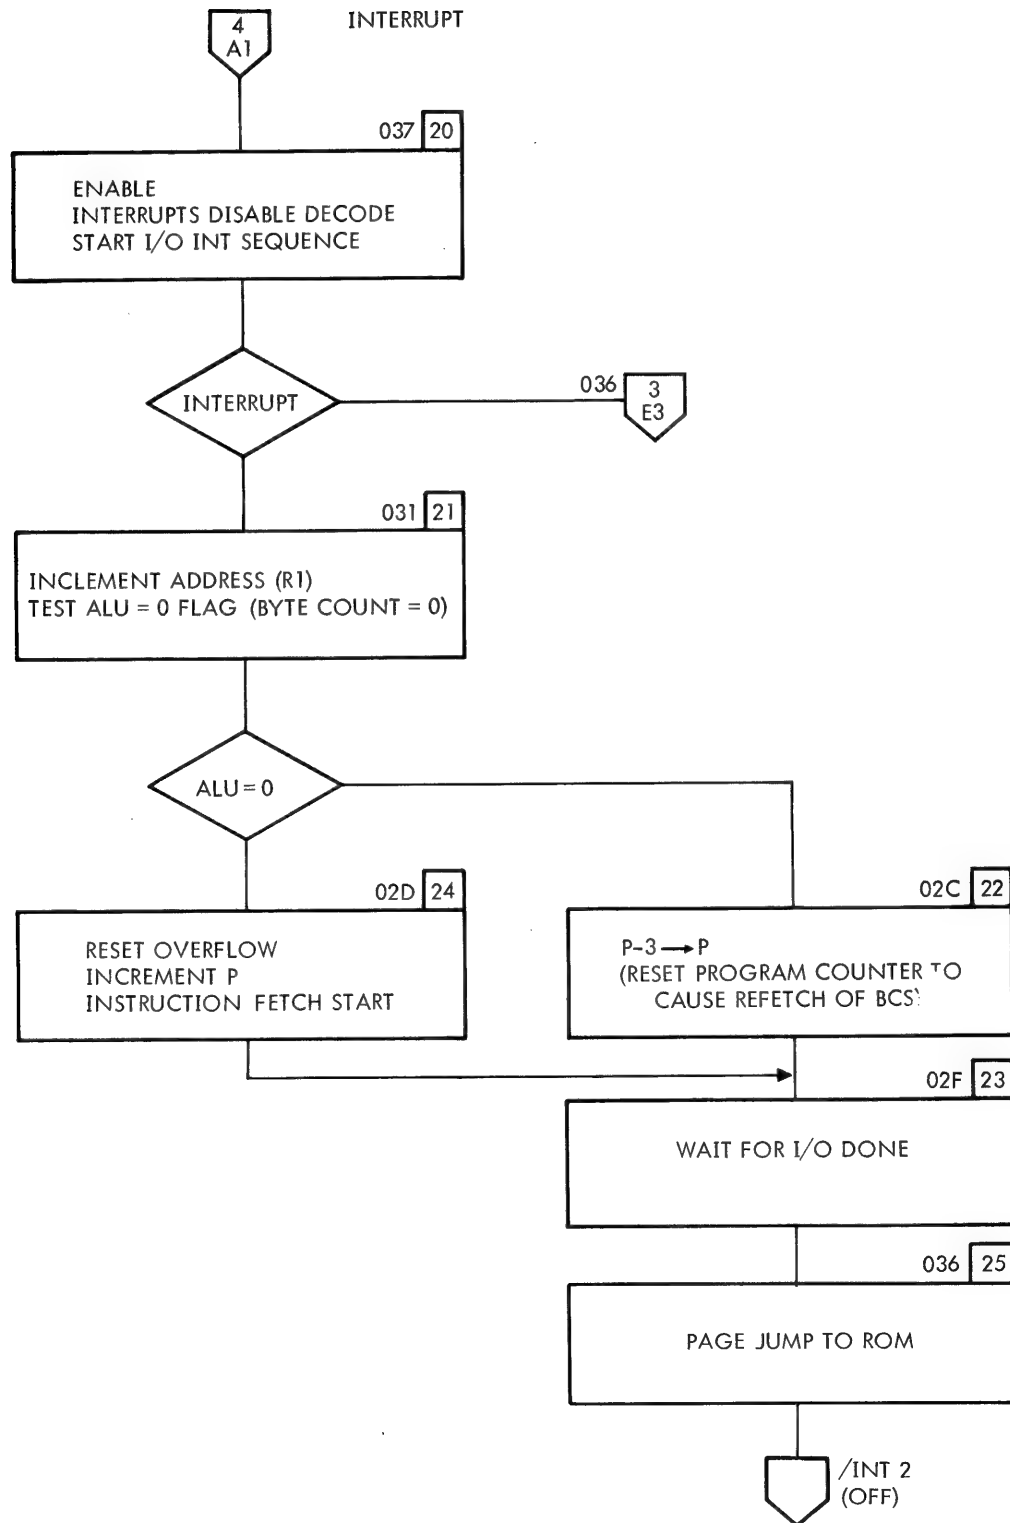 4
A1
INTERRUPT
037 20
ENABLE
INTERRUPTS DISABLE DECODE
START I/O INT SEQUENCE
INTERRUPT
036
3
E3
031 21
INCLEMENT ADDRESS (R1)
TEST ALU = 0 FLAG (BYTE COUNT = 0)
ALU = 0
02D 24
RESET OVERFLOW
INCREMENT P
INSTRUCTION FETCH START
02C 22
P-3 → P
(RESET PROGRAM COUNTER TO
CAUSE REFETCH OF BCS)
02F 23
WAIT FOR I/O DONE
036 25
PAGE JUMP TO ROM
/INT 2
(OFF)